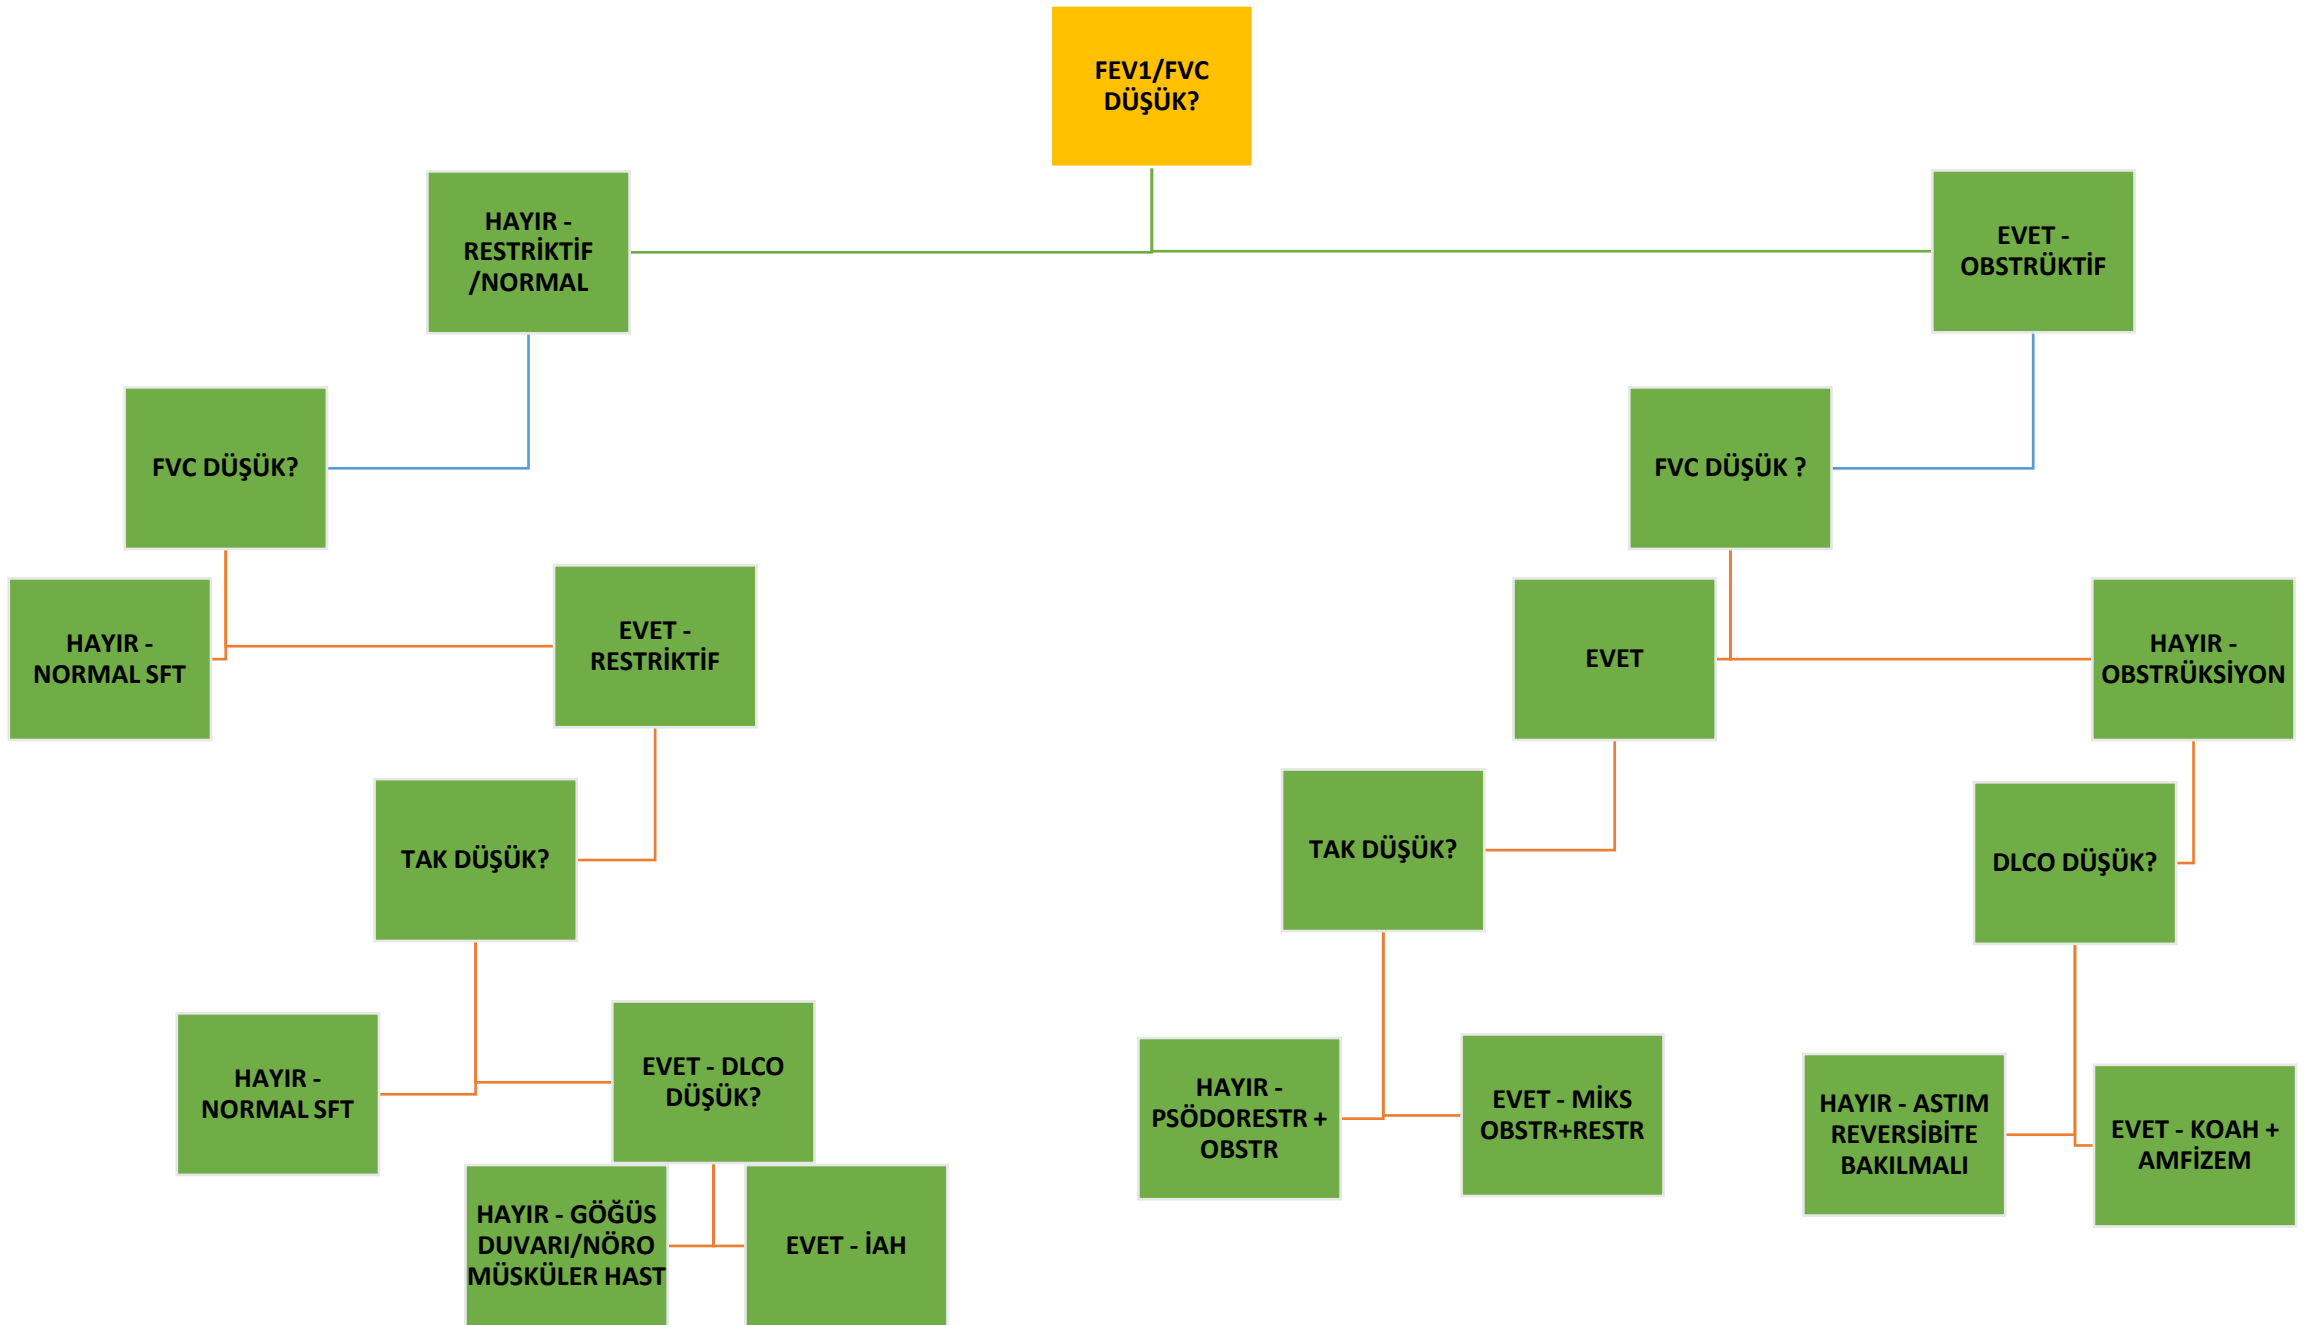 FEV1/FVC
DÜŞÜK?
HAYIR -
RESTRİKTİF
/NORMAL
EVET -
OBSTRÜKTİF
FVC DÜŞÜK?
FVC DÜŞÜK ?
HAYIR -
NORMAL SFT
EVET -
RESTRİKTİF
EVET
HAYIR -
OBSTRÜKSİYON
TAK DÜŞÜK?
TAK DÜŞÜK?
DLCO DÜŞÜK?
HAYIR -
NORMAL SFT
EVET - DLCO
DÜŞÜK?
HAYIR -
PSÖDORESTR +
OBSTR
EVET - MİKS
OBSTR+RESTR
HAYIR - ASTIM
REVERSİBİTE
BAKILMALI
EVET - KOAH +
AMFİZEM
HAYIR - GÖĞÜS
DUVARI/NÖRO
MÜSKÜLER HAST
EVET - İAH